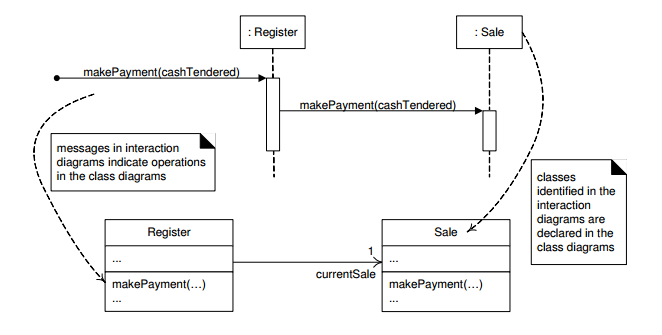 : Register
: Sale
makePayment(cashTendered)
makePayment(cashTendered)
messages in interaction
diagrams indicate operations
in the class diagrams
classes
identified in the
interaction
diagrams are
declared in the
class diagrams
Register
...
makePayment(…)
...
1
currentSale
Sale
...
makePayment(…)
...